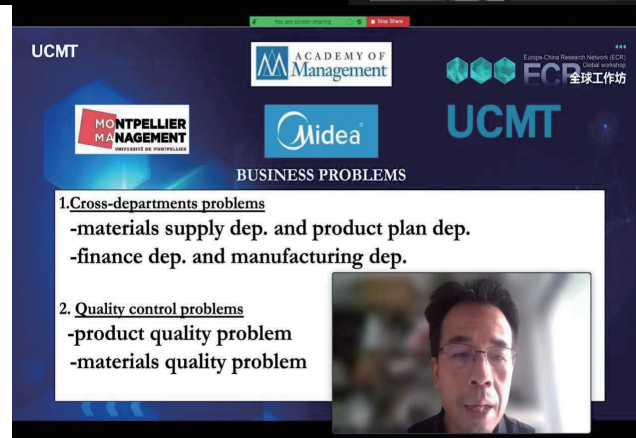 You are screen sharing
Stop Share
UCMT
ACADEMY OF
Management
Europe-China Research Network (ECR)
Global workshop
ECR全球工作坊
MONTPELLIER
MANAGEMENT
UNIVERSITÉ DE MONTPELLIER
Midea
UCMT
BUSINESS PROBLEMS
1.Cross-departments problems
-materials supply dep. and product plan dep.
-finance dep. and manufacturing dep.
2. Quality control problems
-product quality problem
-materials quality problem